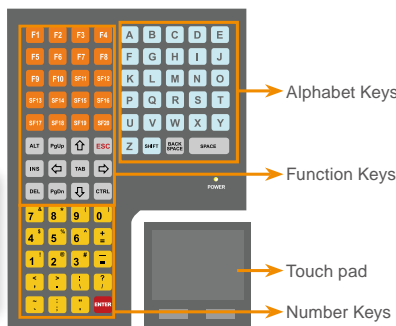 F1 F2 F3 F4 A B C D E
F5 F6 F7 F8 F G H I J
F9 F10 SF11 SF12 K L M N O
Alphabet Keys
SF13 SF14 SF15 SF16 P Q R S T
SF17 SF18 SF19 SF20 U V W X Y
ALT PgUp ⇧ ESC Z SHIFT BACK SPACE SPACE
INS ⇦ TAB ⇨
Function Keys
DEL PgDn ⇩ CTRL
POWER
7 & 8 * 9 ( 0 )
4 $ 5 % 6 ^ + =
1 ! 2 @ 3 #
Touch pad
ENTER
Number Keys